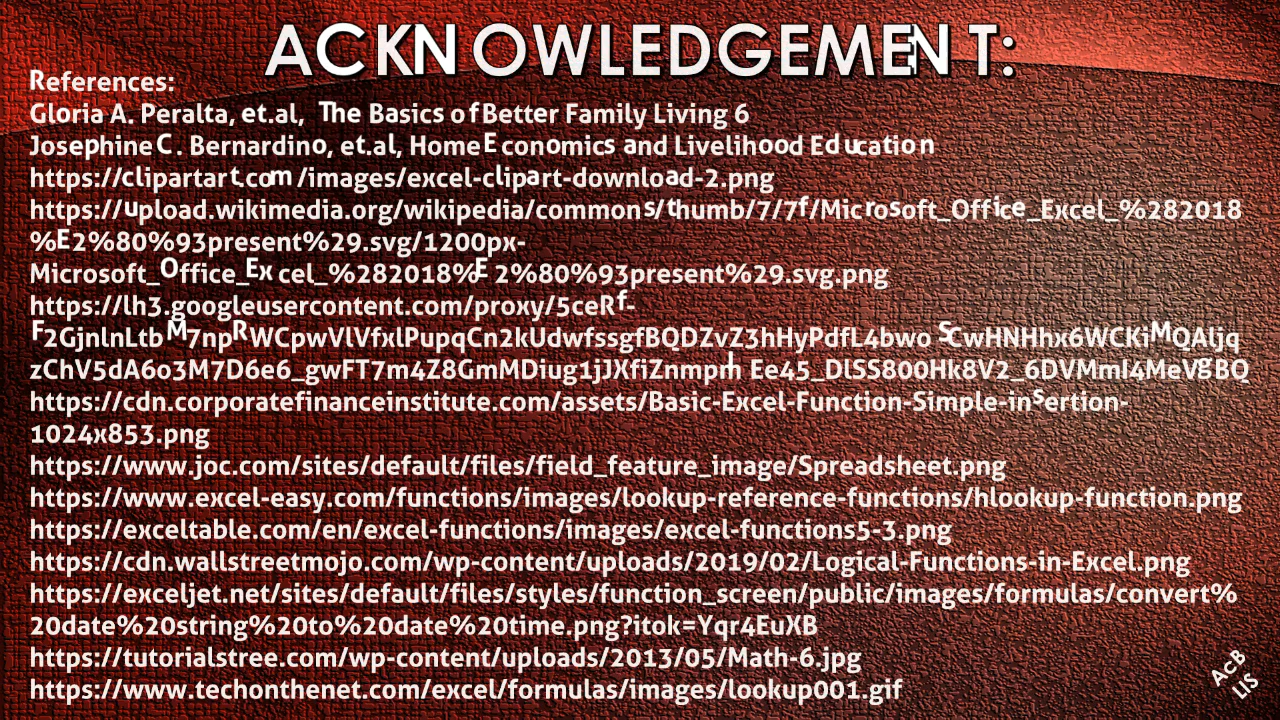 ACKNOWLEDGEMENT:
References:
Gloria A. Peralta, et.al, The Basics of Better Family Living 6
Josephine C. Bernardino, et.al, Home Economics and Livelihood Education
https://clipartart.com/images/excel-clipart-download-2.png
https://upload.wikimedia.org/wikipedia/commons/thumb/7/7f/Microsoft_Office_Excel_%282018
%E2%80%93present%29.svg/1200px-
Microsoft_Office_Excel_%282018%E2%80%93present%29.svg.png
https://lh3.googleusercontent.com/proxy/5ceRf-
F2GjnlnLtbM7npRWCpwVlVfxlPupqCn2kUdwfssgfBQDZvZ3hHyPdfL4bwoSCwHNHhx6WCKiMQAljq
zChV5dA6o3M7D6e6_gwFT7m4Z8GmMDiug1jJXfiZnmpmlEe45_DlSS800Hk8V2_6DVMmI4MeVgBQ
https://cdn.corporatefinanceinstitute.com/assets/Basic-Excel-Function-Simple-insertion-
1024x853.png
https://www.joc.com/sites/default/files/field_feature_image/Spreadsheet.png
https://www.excel-easy.com/functions/images/lookup-reference-functions/hlookup-function.png
https://exceltable.com/en/excel-functions/images/excel-functions5-3.png
https://cdn.wallstreetmojo.com/wp-content/uploads/2019/02/Logical-Functions-in-Excel.png
https://exceljet.net/sites/default/files/styles/function_screen/public/images/formulas/convert%
20date%20string%20to%20date%20time.png?itok=Yqr4EuXB
https://tutorialstree.com/wp-content/uploads/2013/05/Math-6.jpg
https://www.techonthenet.com/excel/formulas/images/lookup001.gif
AcB
LIS